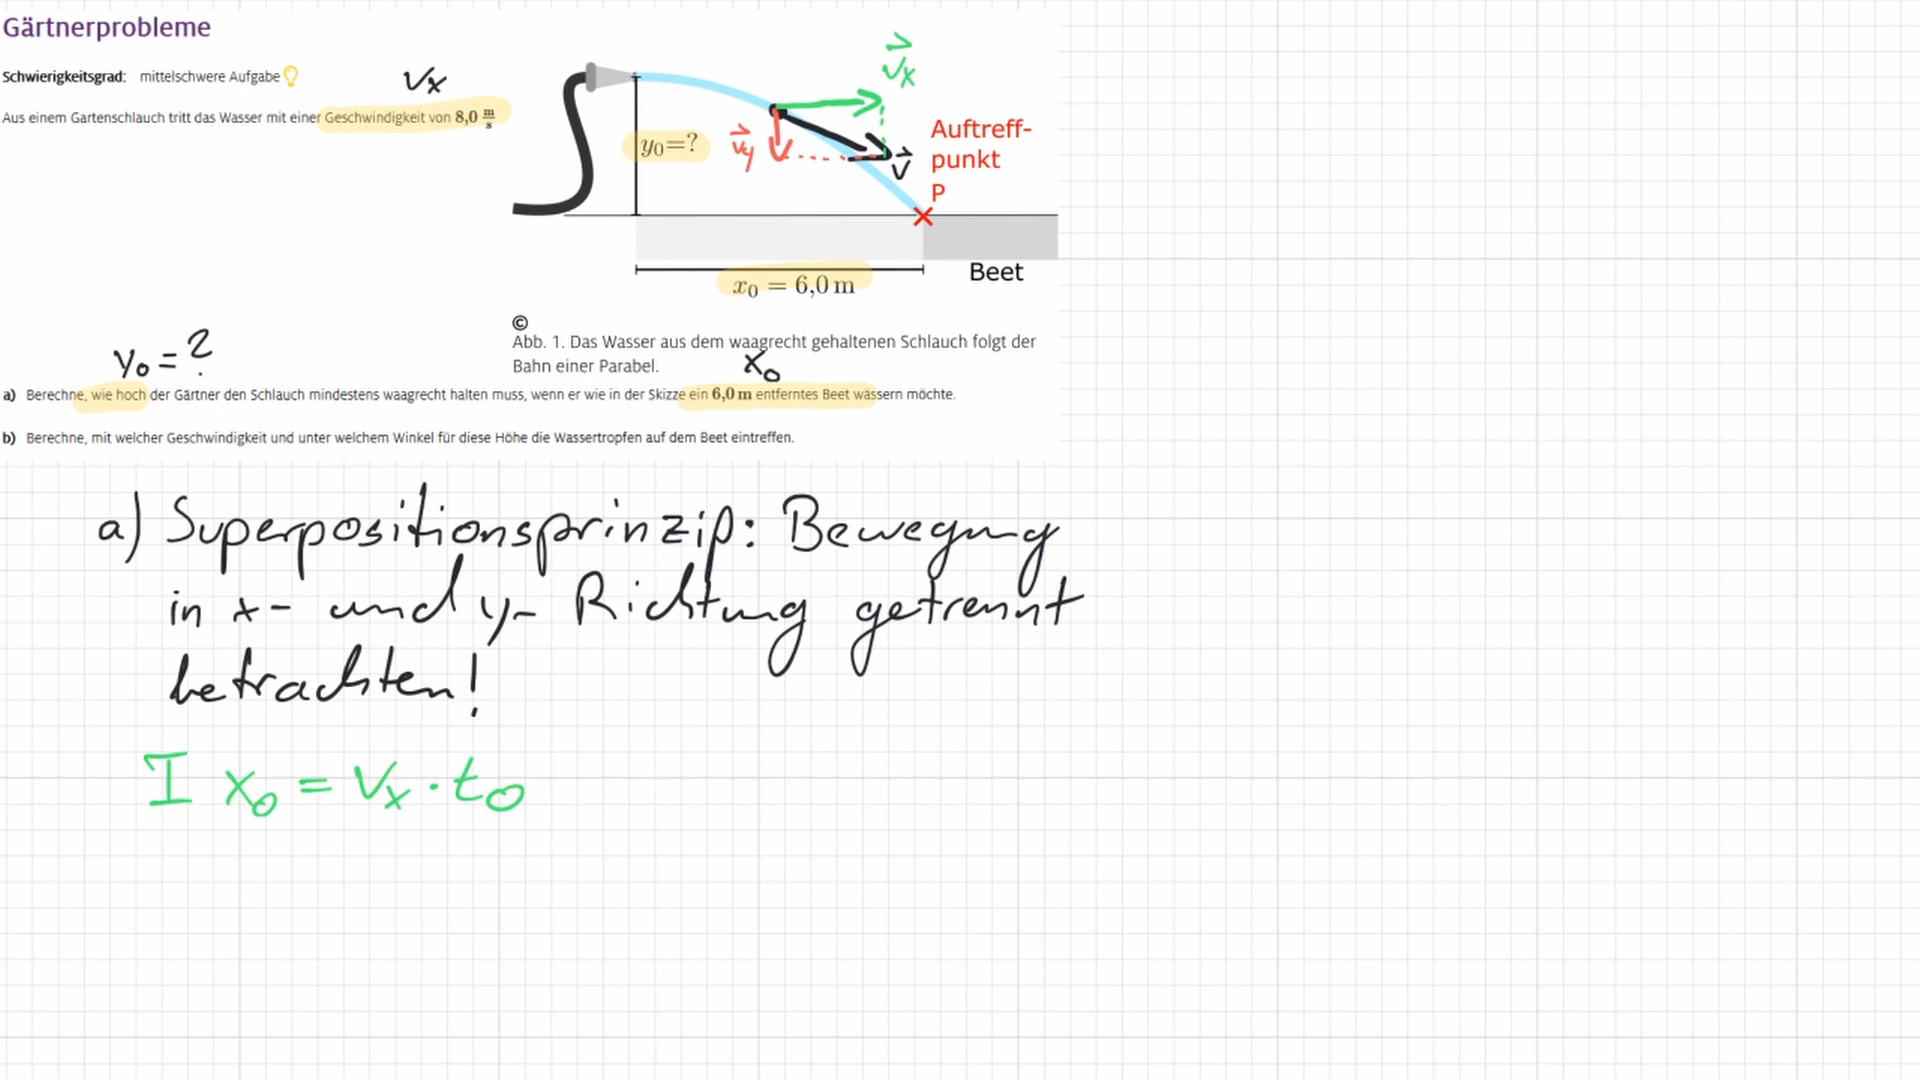 Gärtnerprobleme
Schwierigkeitsgrad: mittelschwere Aufgabe
Vx
Aus einem Gartenschlauch tritt das Wasser mit einer Geschwindigkeit von 8,0 m/s
y₀=?
vₓ
v_y
v
Auftreff-
punkt
P
x₀ = 6,0 m
Beet
©
Abb. 1. Das Wasser aus dem waagrecht gehaltenen Schlauch folgt der
Bahn einer Parabel.
y₀ = ?
x₀
a) Berechne, wie hoch der Gärtner den Schlauch mindestens waagrecht halten muss, wenn er wie in der Skizze ein 6,0 m entferntes Beet wässern möchte.
b) Berechne, mit welcher Geschwindigkeit und unter welchem Winkel für diese Höhe die Wassertropfen auf dem Beet eintreffen.
a) Superpositionsprinzip: Bewegung
in x- und y- Richtung getrennt
betrachten!
I x₀ = vₓ · t₀